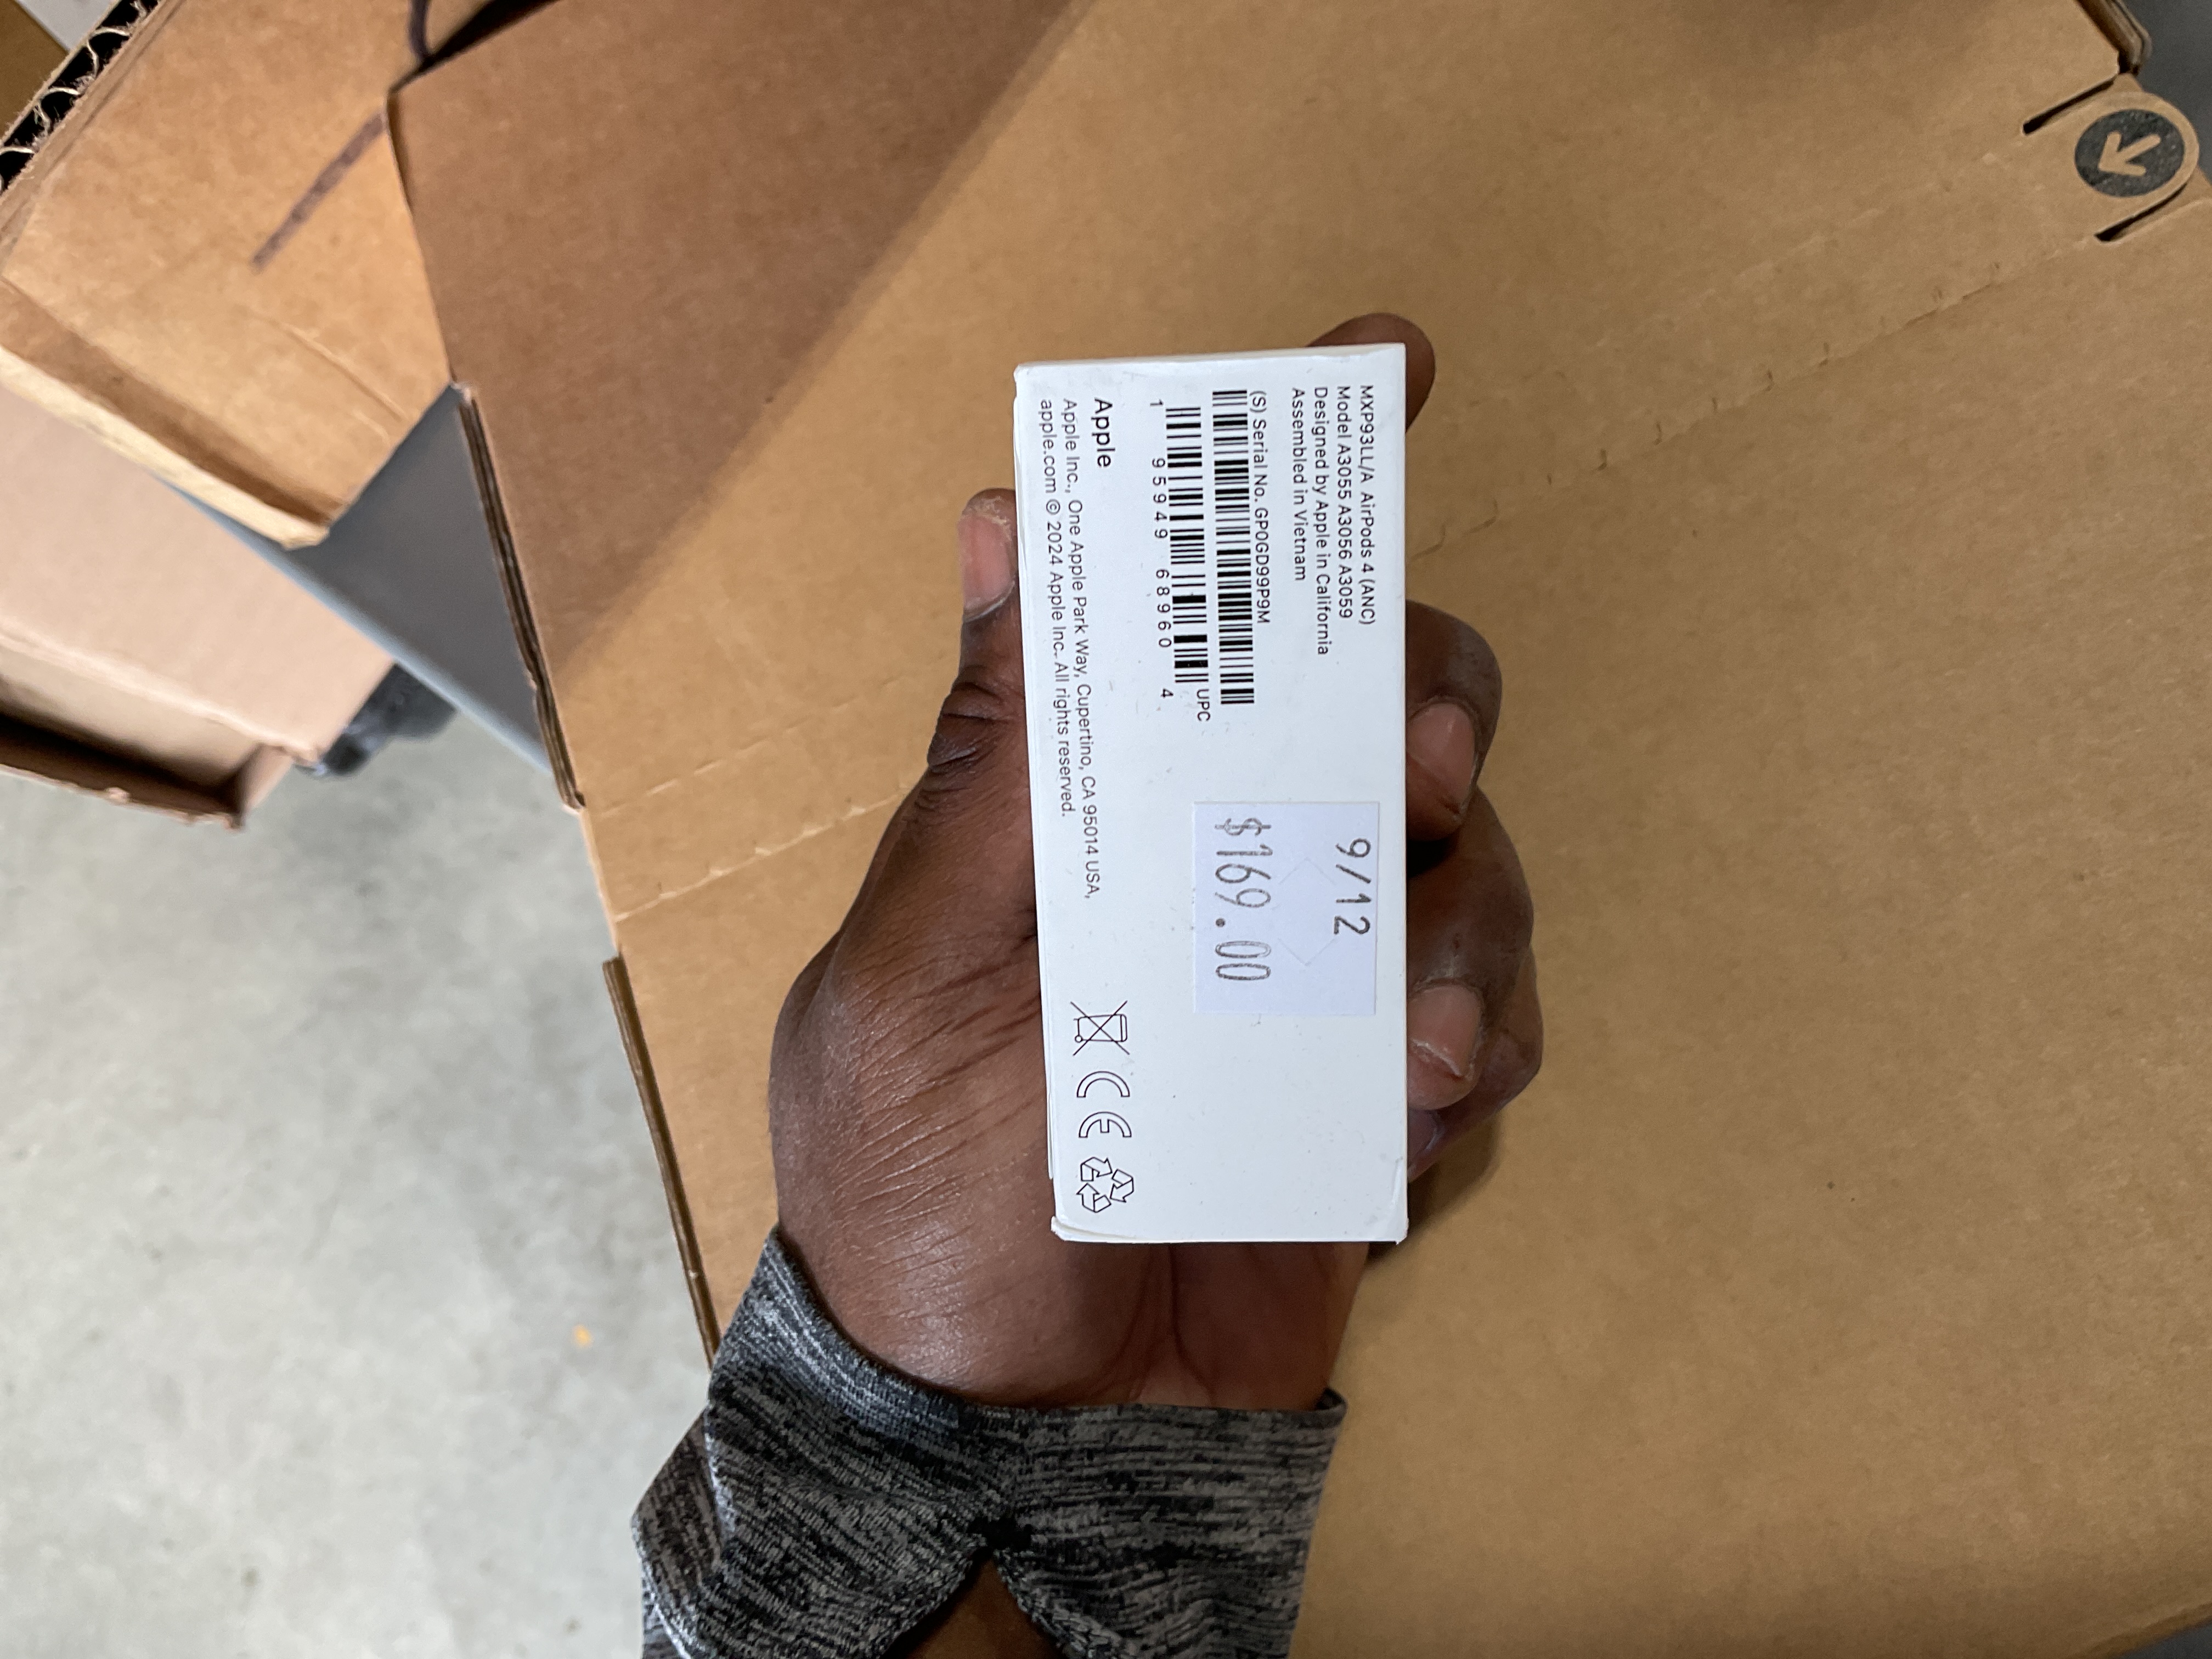 MXP93LL/A AirPods 4 (ANC)
Model A3055 A3056 A3059
Designed by Apple in California
Assembled in Vietnam
(S) Serial No. GP0GD99P9M
UPC
1 95949 68960 4
Apple
Apple Inc., One Apple Park Way, Cupertino, CA 95014 USA,
apple.com © 2024 Apple Inc. All rights reserved.
9/12
$169.00
CE